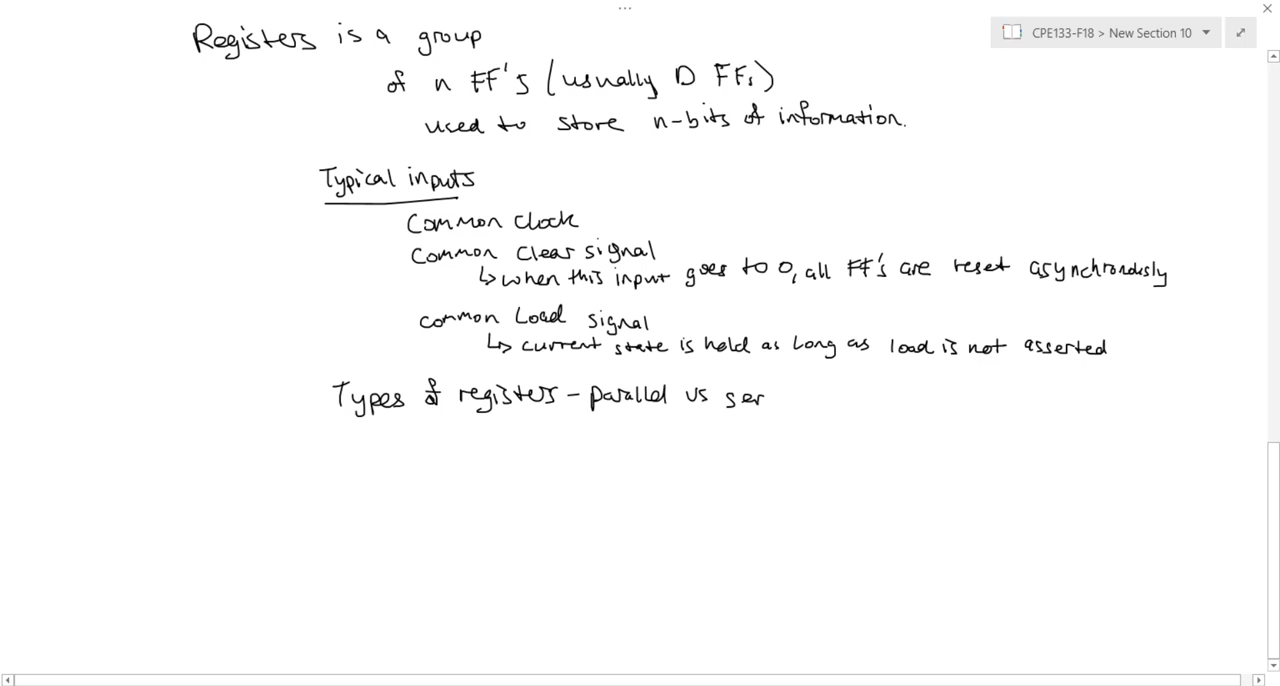 Registers is a group
of n FF's (usually D FFs)
used to store n-bits of information.
Typical inputs
Common Clock
Common Clear signal
↳ when this input goes to 0, all FF's are reset asynchronously
common Load signal
↳ current state is held as long as load is not asserted
Types of registers - parallel vs ser
CPE133-F18 > New Section 10